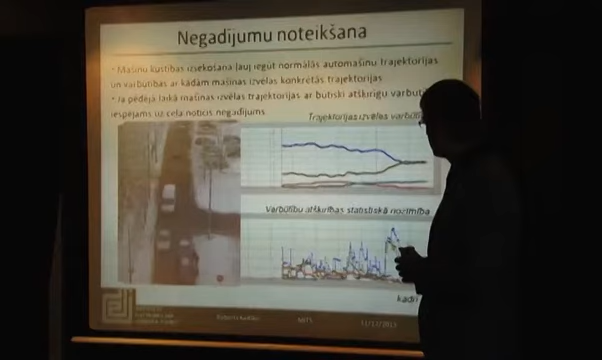 Negadījumu noteikšana
• Mašīnu kustības izsekošana ļauj iegūt normālās automašīnu trajektorijas
un varbūtības ar kādām mašīnas izvēlas konkrētās trajektorijas
• Ja pēdējā laikā mašīnas izvēlas trajektorijas ar būtiski atšķirīgu
iespējams uz ceļa noticis negadījums
Trajektorijas izvēles
Varbūtību atšķirības statistiskā nozīmība
kadri